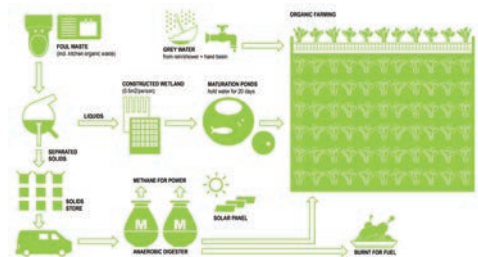 ORGANIC FARMING
FOUL WASTE
(incl. kitchen organic waste)
GREY WATER
from rain/shower + hand basin
CONSTRUCTED WETLAND
(0.5m2/person)
MATURATION PONDS
hold water for 20 days
LIQUIDS
SEPARATED
SOLIDS
METHANE FOR POWER
SOLIDS
STORE
SOLAR PANEL
M
M
ANAEROBIC DIGESTER
BURNT FOR FUEL